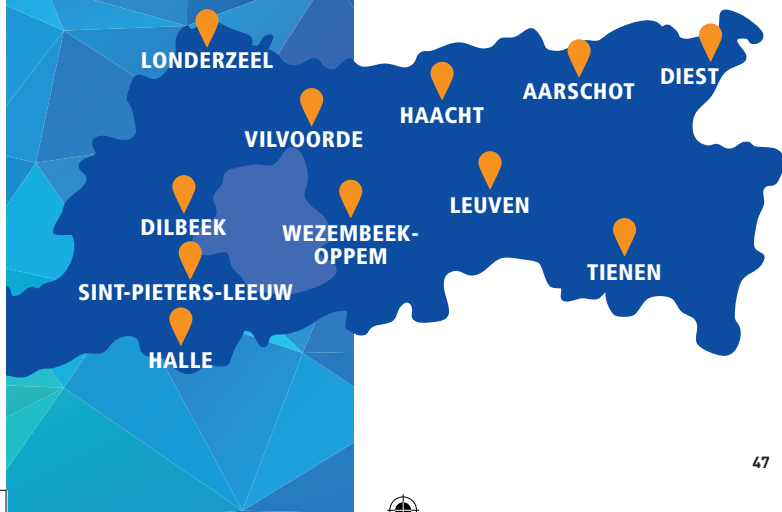 LONDERZEEL
DIEST
AARSCHOT
HAACHT
VILVOORDE
LEUVEN
DILBEEK
WEZEMBEEK-
OPPEM
TIENEN
SINT-PIETERS-LEEUW
HALLE
47